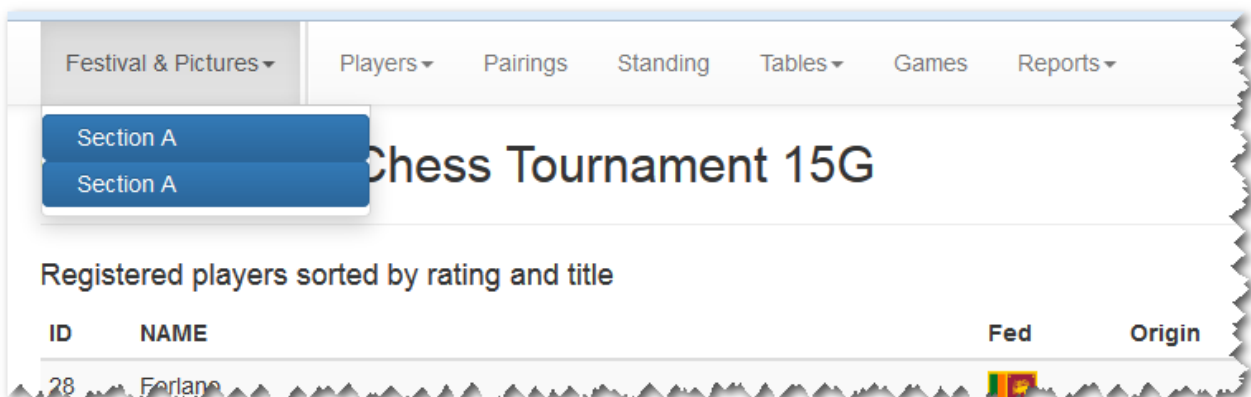 Festival & Pictures Players Pairings Standing Tables Games Reports
Section A
Section A
Chess Tournament 15G
Registered players sorted by rating and title
ID NAME Fed Origin
28 Forlano